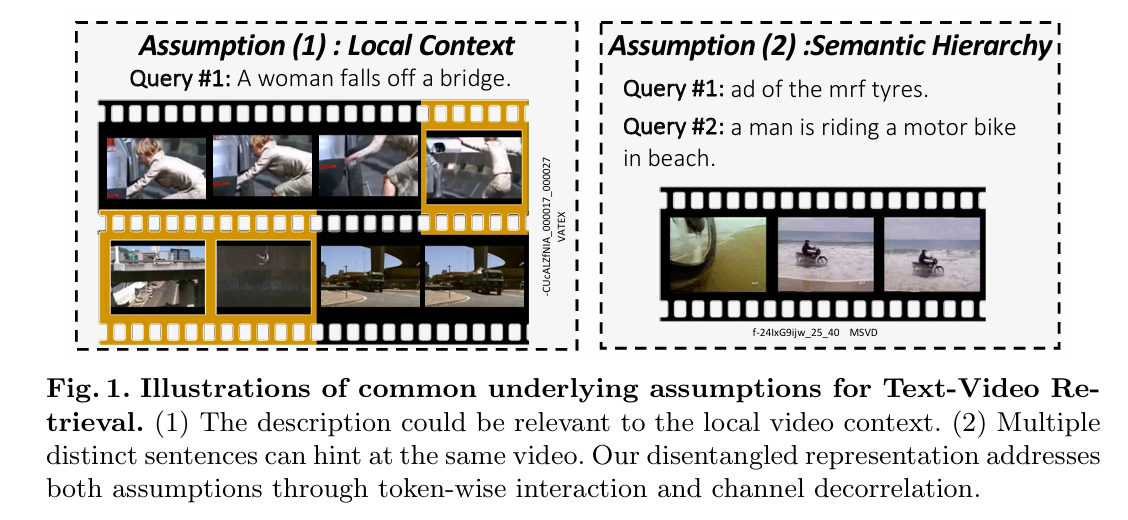 Assumption (1) : Local Context
Query #1: A woman falls off a bridge.
-CUcALZfNIA_000017_000027
VATEX
Assumption (2) :Semantic Hierarchy
Query #1: ad of the mrf tyres.
Query #2: a man is riding a motor bike
in beach.
f-24IxG9ijw_25_40 MSVD
Fig. 1. Illustrations of common underlying assumptions for Text-Video Re-
trieval. (1) The description could be relevant to the local video context. (2) Multiple
distinct sentences can hint at the same video. Our disentangled representation addresses
both assumptions through token-wise interaction and channel decorrelation.